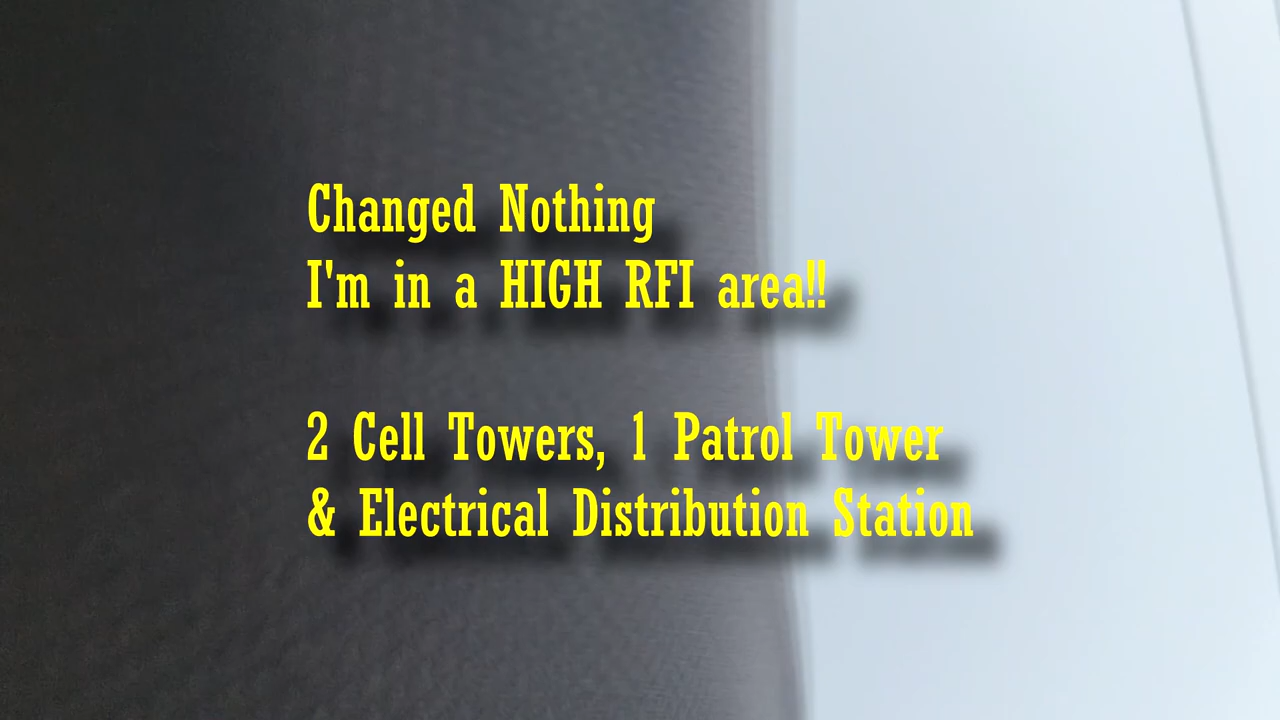 Changed Nothing
I'm in a HIGH RFI area!!
2 Cell Towers, 1 Patrol Tower
& Electrical Distribution Station